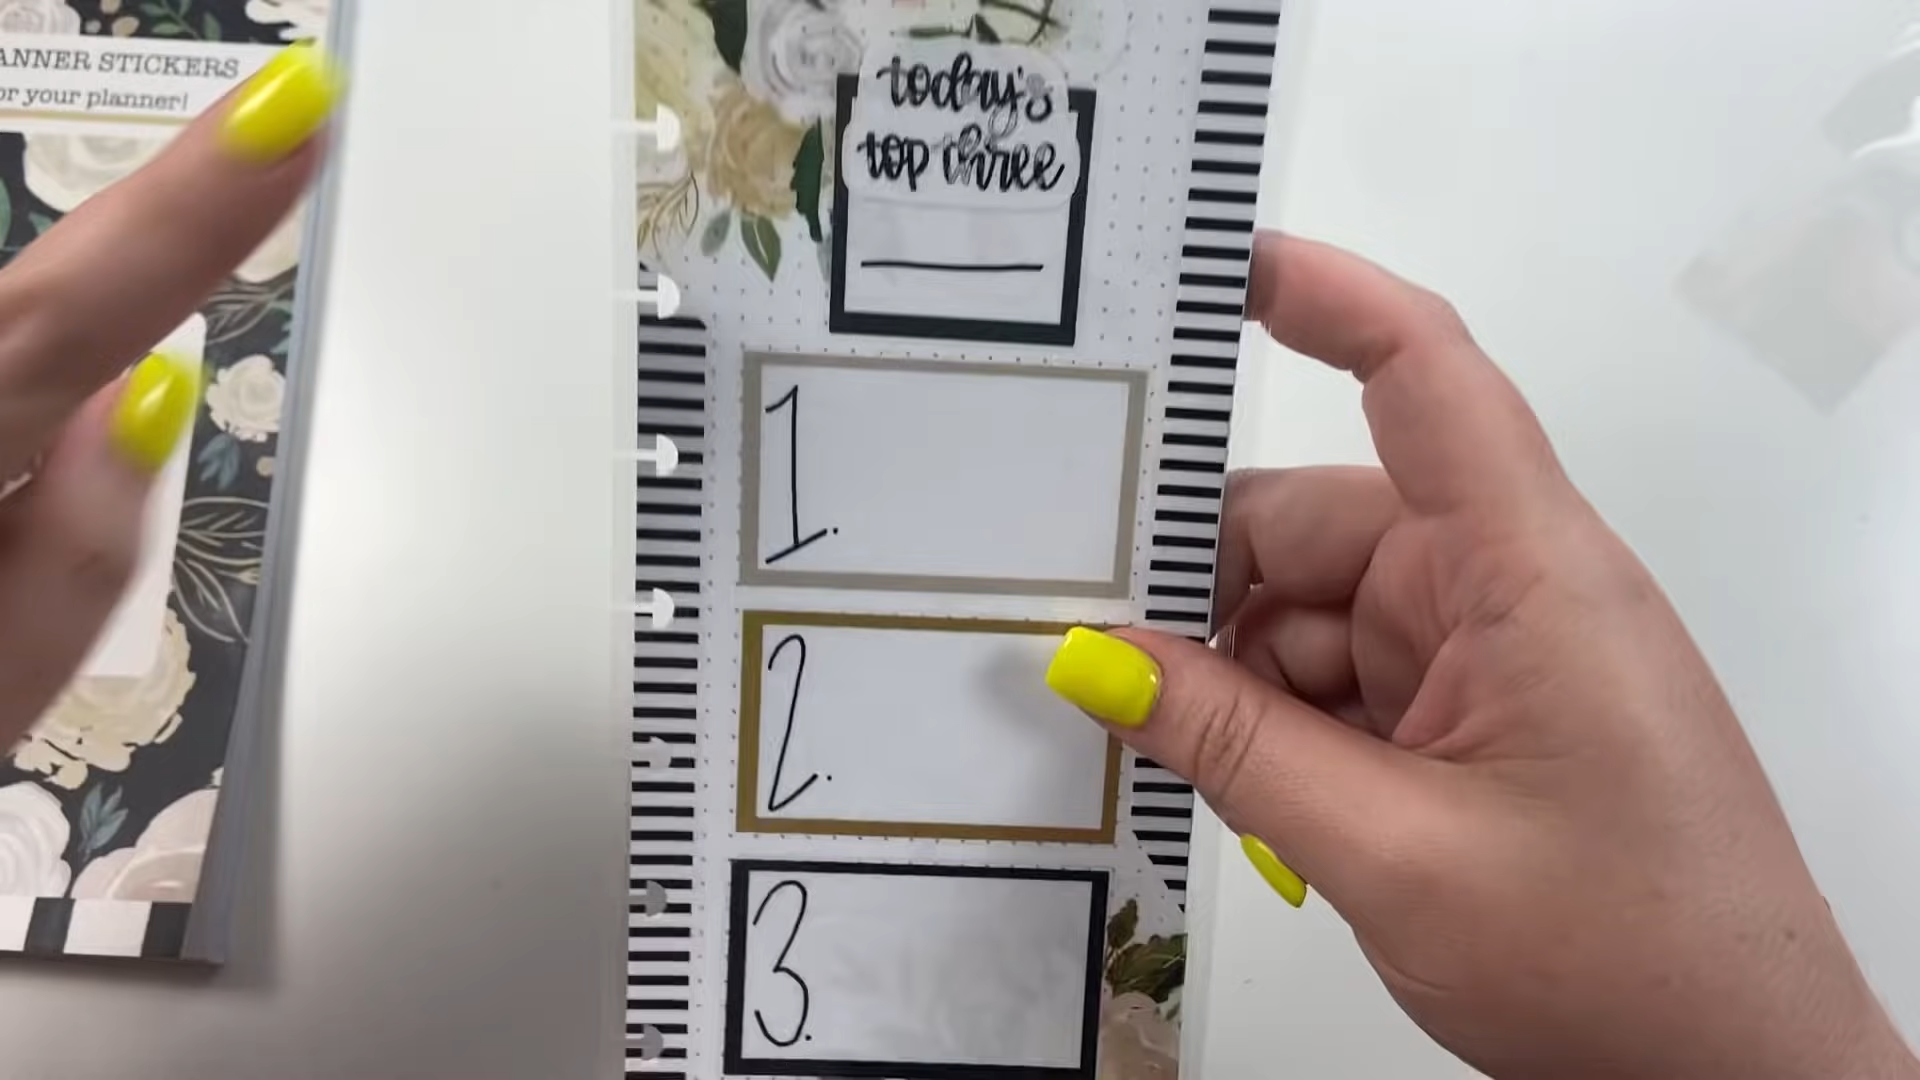 ANNER STICKERS
or your planner!
today's
top three
1.
2.
3.